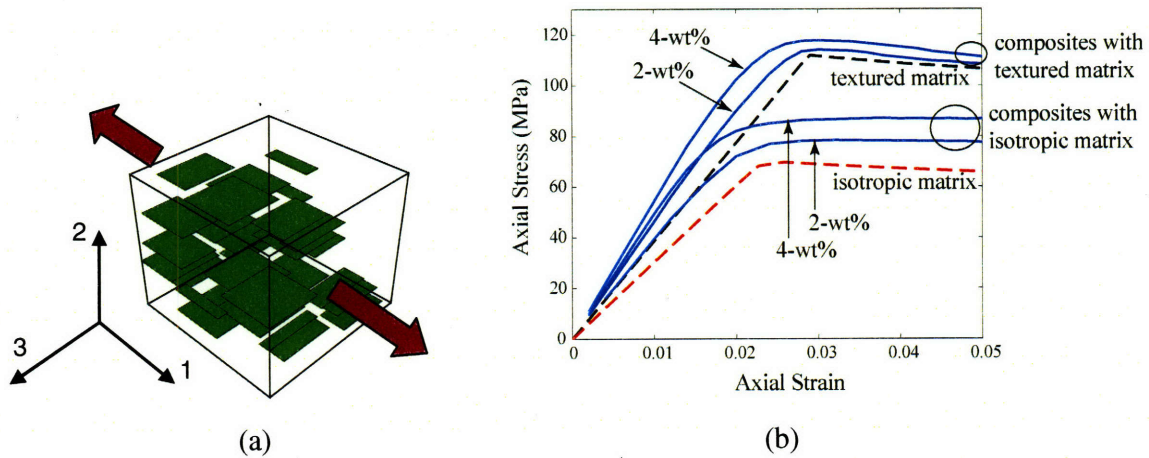 2
3
1
(a)
Axial Stress (MPa)
120
100
80
60
40
20
0
0
0.01
0.02
0.03
0.04
0.05
Axial Strain
4-wt%
2-wt%
textured matrix
composites with
textured matrix
composites with
isotropic matrix
isotropic matrix
2-wt%
4-wt%
(b)